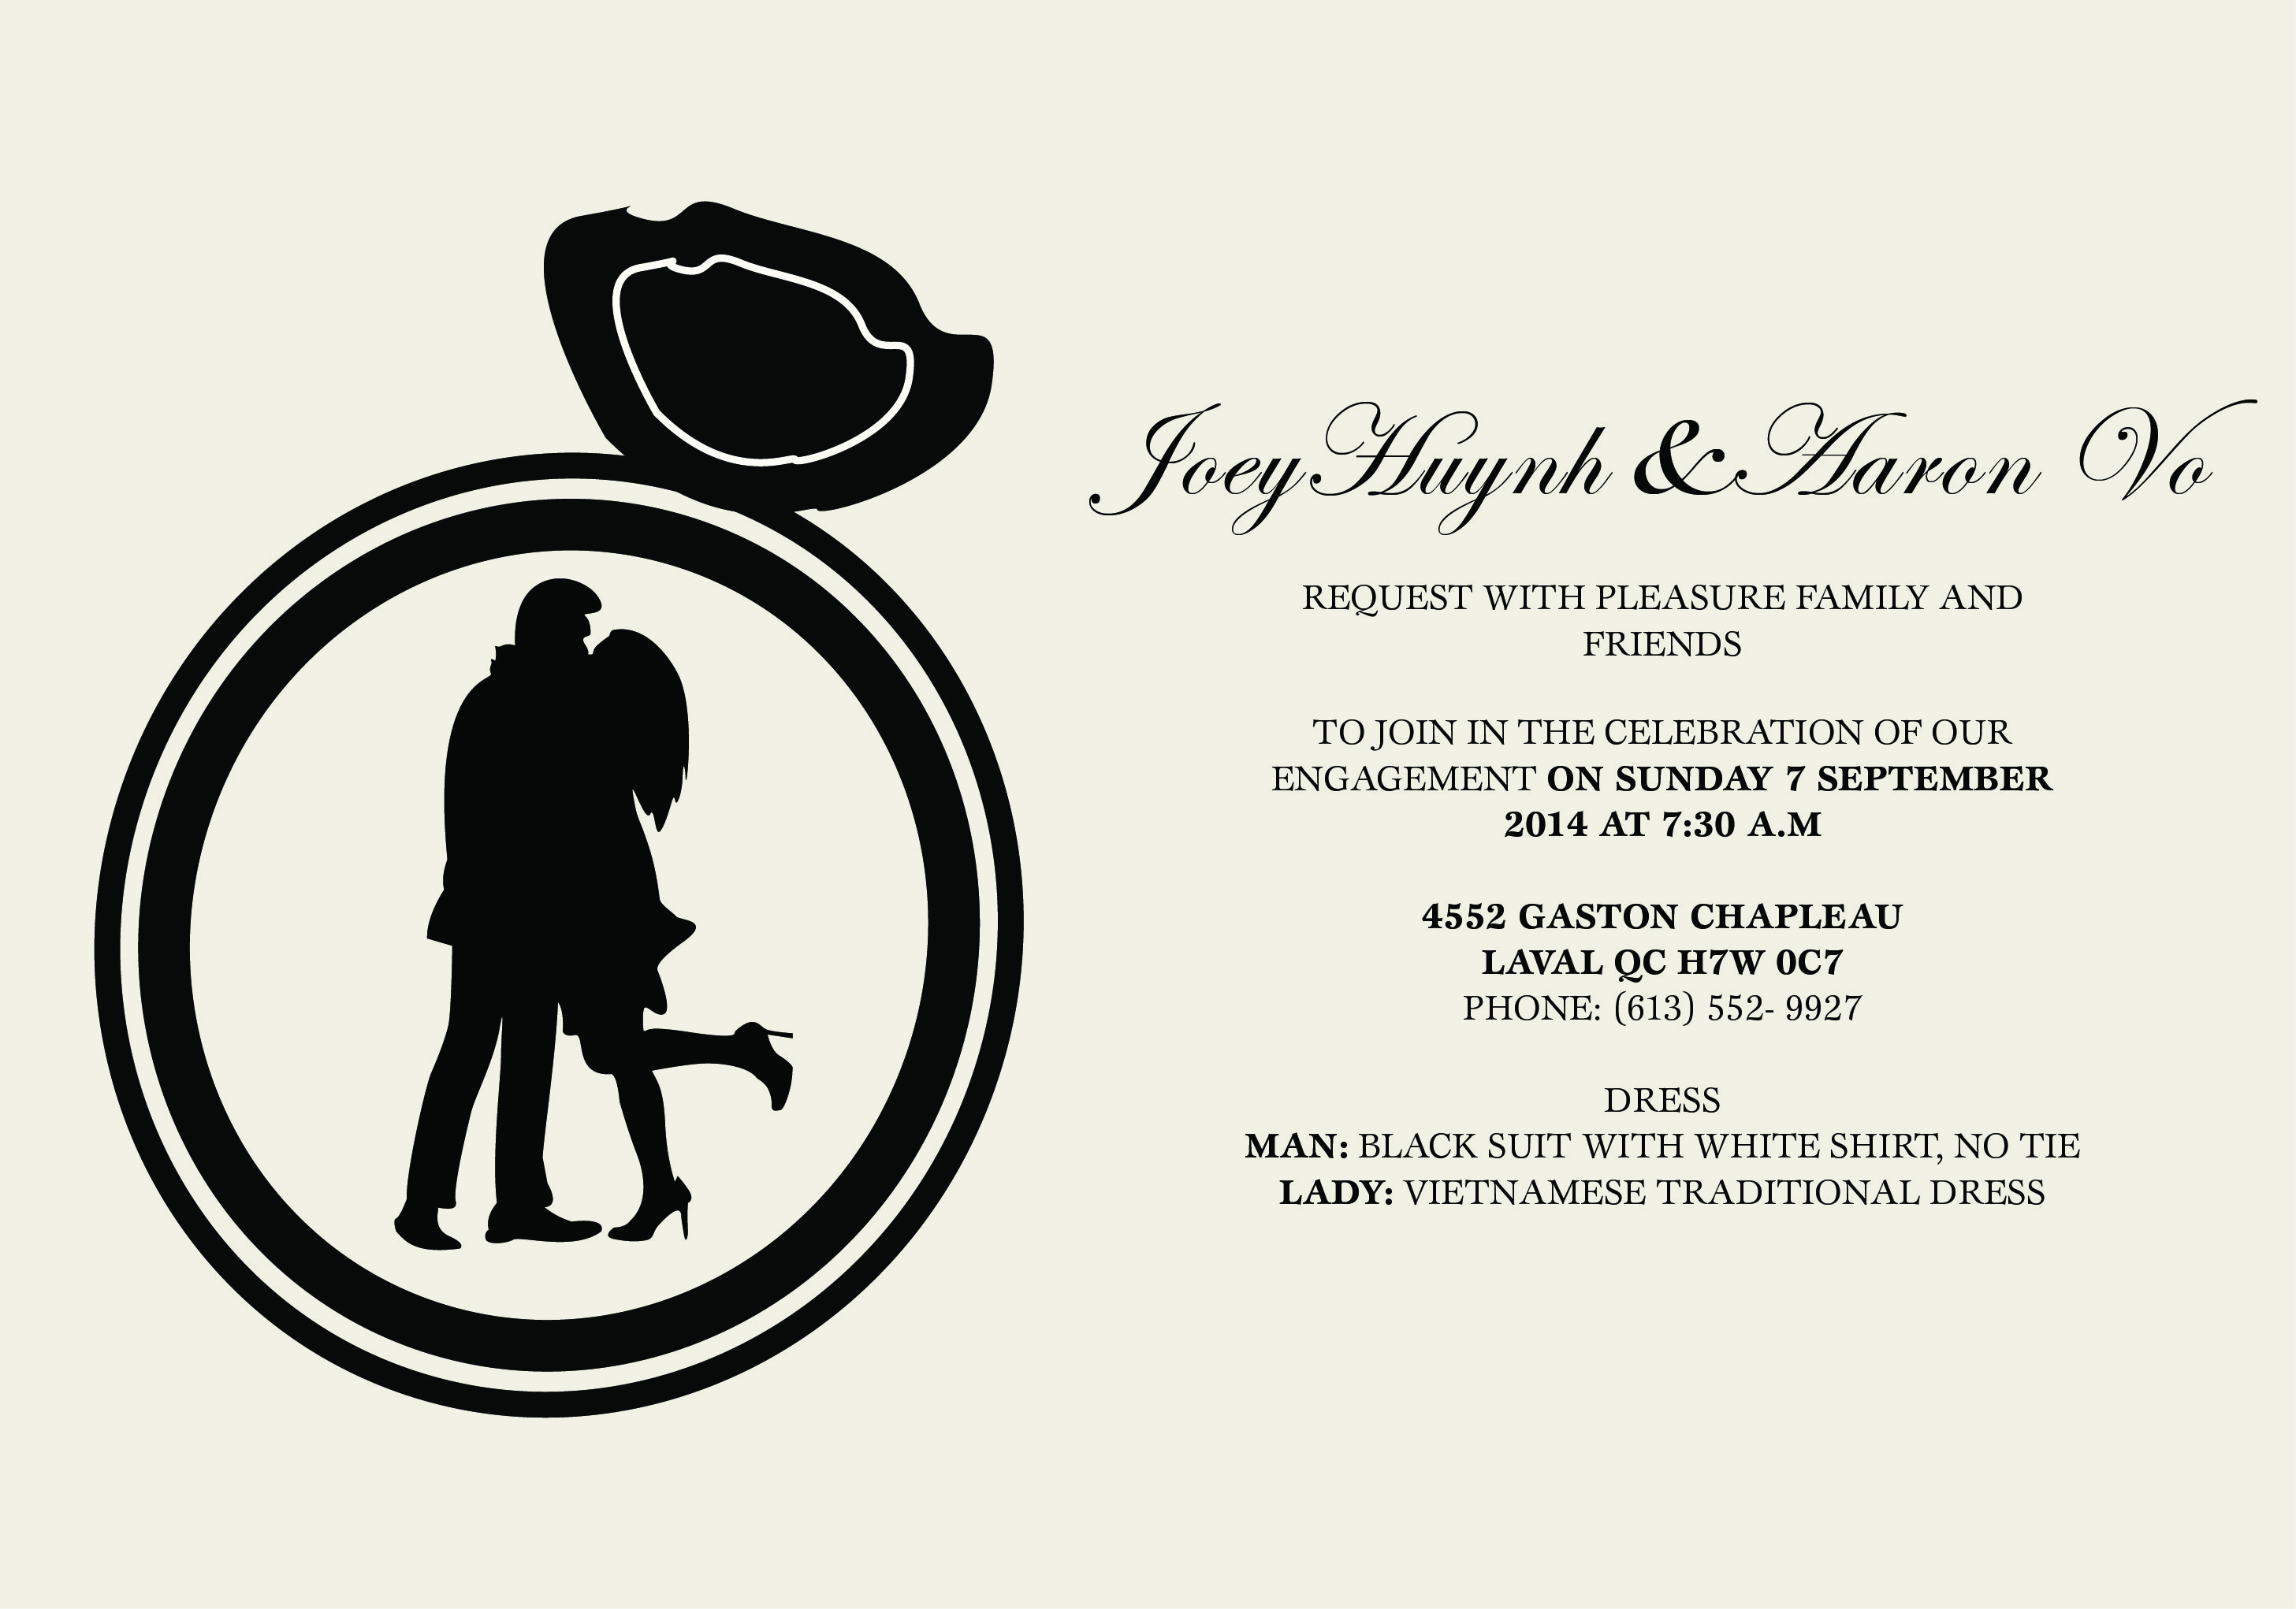 Joey Huynh & Aaron Vo
REQUEST WITH PLEASURE FAMILY AND
FRIENDS
TO JOIN IN THE CELEBRATION OF OUR
ENGAGEMENT ON SUNDAY 7 SEPTEMBER
2014 AT 7:30 A.M
4552 GASTON CHAPLEAU
LAVAL QC H7W 0C7
PHONE: (613) 552- 9927
DRESS
MAN: BLACK SUIT WITH WHITE SHIRT, NO TIE
LADY: VIETNAMESE TRADITIONAL DRESS